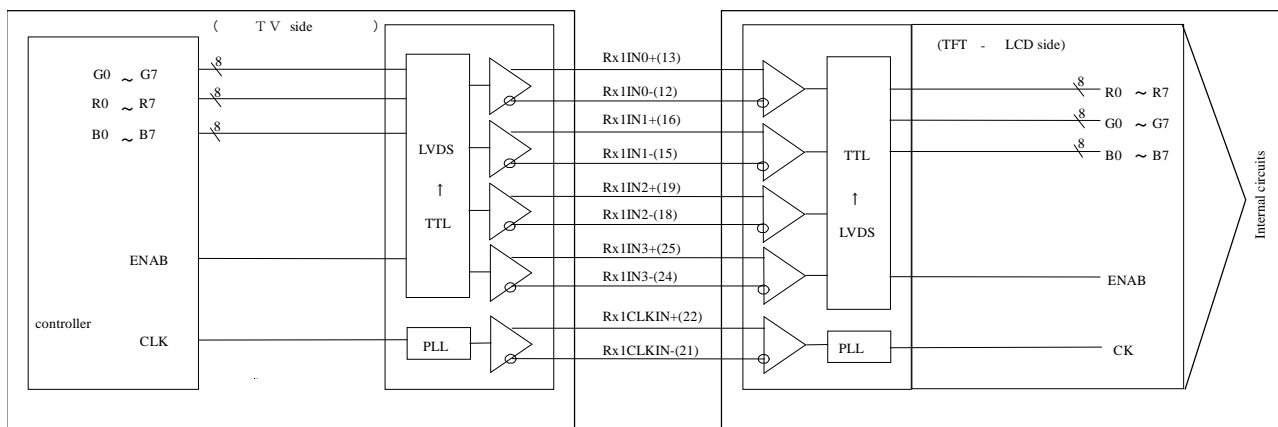 ( ＴＶ side )
8
G0 ~ G7
8
R0 ~ R7
8
B0 ~ B7
ENAB
controller
CLK
LVDS
↑
TTL
PLL
Rx1IN0+(13)
Rx1IN0-(12)
Rx1IN1+(16)
Rx1IN1-(15)
Rx1IN2+(19)
Rx1IN2-(18)
Rx1IN3+(25)
Rx1IN3-(24)
Rx1CLKIN+(22)
Rx1CLKIN-(21)
TTL
↑
LVDS
PLL
(TFT - LCD side)
8
R0 ~ R7
8
G0 ~ G7
8
B0 ~ B7
ENAB
CK
Internal circuits